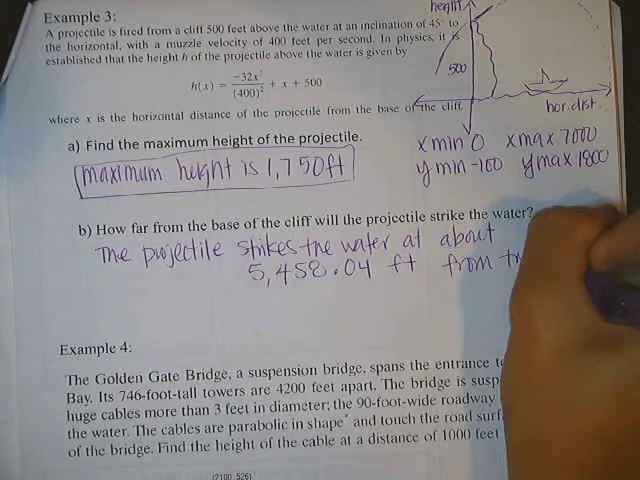 Example 3:
height
A projectile is fired from a cliff 500 feet above the water at an inclination of 45° to
the horizontal, with a muzzle velocity of 400 feet per second. In physics, it is
established that the height h of the projectile above the water is given by
500
h(x) = -32x² / (400)² + x + 500
hor. dist.
where x is the horizontal distance of the projectile from the base of the cliff.
a) Find the maximum height of the projectile.
xmin 0 xmax 7000
maximum height is 1,750ft
ymin -100 ymax 1800
b) How far from the base of the cliff will the projectile strike the water?
The projectile strikes the water at about
5,458.04 ft from
Example 4:
The Golden Gate Bridge, a suspension bridge, spans the entrance
Bay. Its 746-foot-tall towers are 4200 feet apart. The bridge is
huge cables more than 3 feet in diameter; the 90-foot-wide roadway
the water. The cables are parabolic in shape* and touch the road
of the bridge. Find the height of the cable at a distance of 1000 feet
(2100, 526)